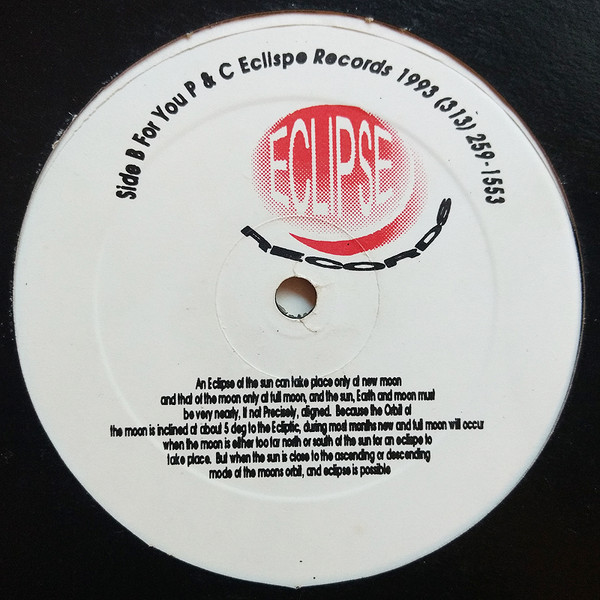 Side B For You P & C Eclispe Records 1993 (313) 259-1553
ECLIPSE
RECORDS
An Eclipse of the sun can take place only at new moon
and that of the moon only at full moon, and the sun, Earth and moon must
be very nearly, if not Precisely, aligned. Because the Orbit of
the moon is inclined at about 5 deg to the Ecliptic, during most months new and full moon will occur
when the moon is either too far north or south of the sun for an eclipse to
take place. But when the sun is close to the ascending or descending
mode of the moons orbit, and eclipse is possible